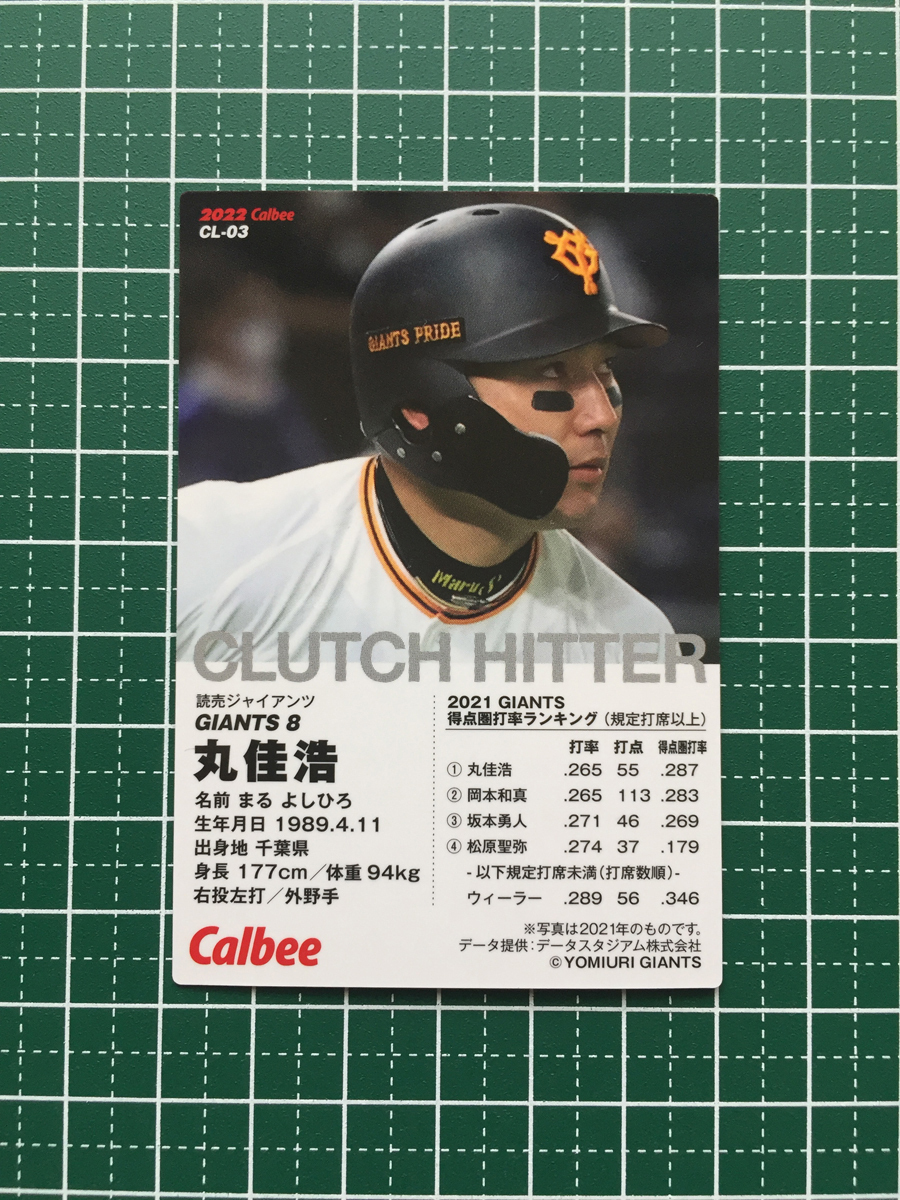 2022 Calbee
CL-03
GIANTS PRIDE
CLUTCH HITTER
読売ジャイアンツ
GIANTS 8
丸佳浩
名前 まる よしひろ
生年月日 1989.4.11
出身地 千葉県
身長 177cm／体重 94kg
右投左打／外野手
Calbee
2021 GIANTS
得点圏打率ランキング（規定打席以上）
打率 打点 得点圏打率
① 丸佳浩 .265 55 .287
② 岡本和真 .265 113 .283
③ 坂本勇人 .271 46 .269
④ 松原聖弥 .274 37 .179
- 以下規定打席未満（打席数順）-
ウィーラー .289 56 .346
※写真は2021年のものです。
データ提供：データスタジアム株式会社
©YOMIURI GIANTS